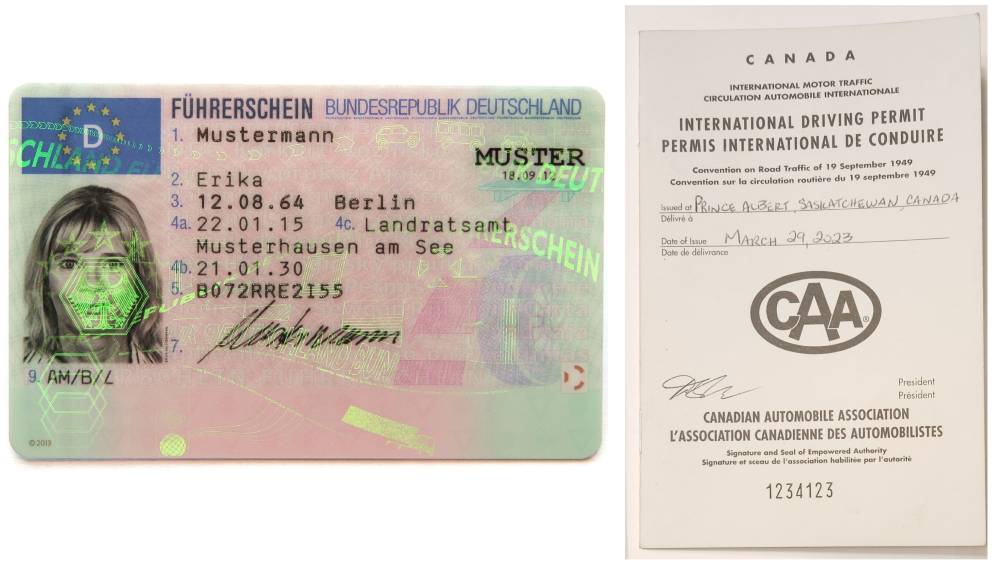 FÜHRERSCHEIN BUNDESREPUBLIK DEUTSCHLAND
D
1. Mustermann
MUSTER
18.09.12
2. Erika
3. 12.08.64 Berlin
4a. 22.01.15 4c. Landratsamt
Musterhausen am See
4b. 21.01.30
5. B072RRE2I55
7.
9. AM/B/L
© 2013
CANADA
INTERNATIONAL MOTOR TRAFFIC
CIRCULATION AUTOMOBILE INTERNATIONALE
INTERNATIONAL DRIVING PERMIT
PERMIS INTERNATIONAL DE CONDUIRE
Convention on Road Traffic of 19 September 1949
Convention sur la circulation routière du 19 septembre 1949
Issued at PRINCE ALBERT, SASKATCHEWAN, CANADA
Délivré à
Date of Issue MARCH 29, 2023
Date de délivrance
CAA®
President
Président
CANADIAN AUTOMOBILE ASSOCIATION
L'ASSOCIATION CANADIENNE DES AUTOMOBILISTES
Signature and Seal of Empowered Authority
Signature et sceau de l'association habilitée par l'autorité
1234123